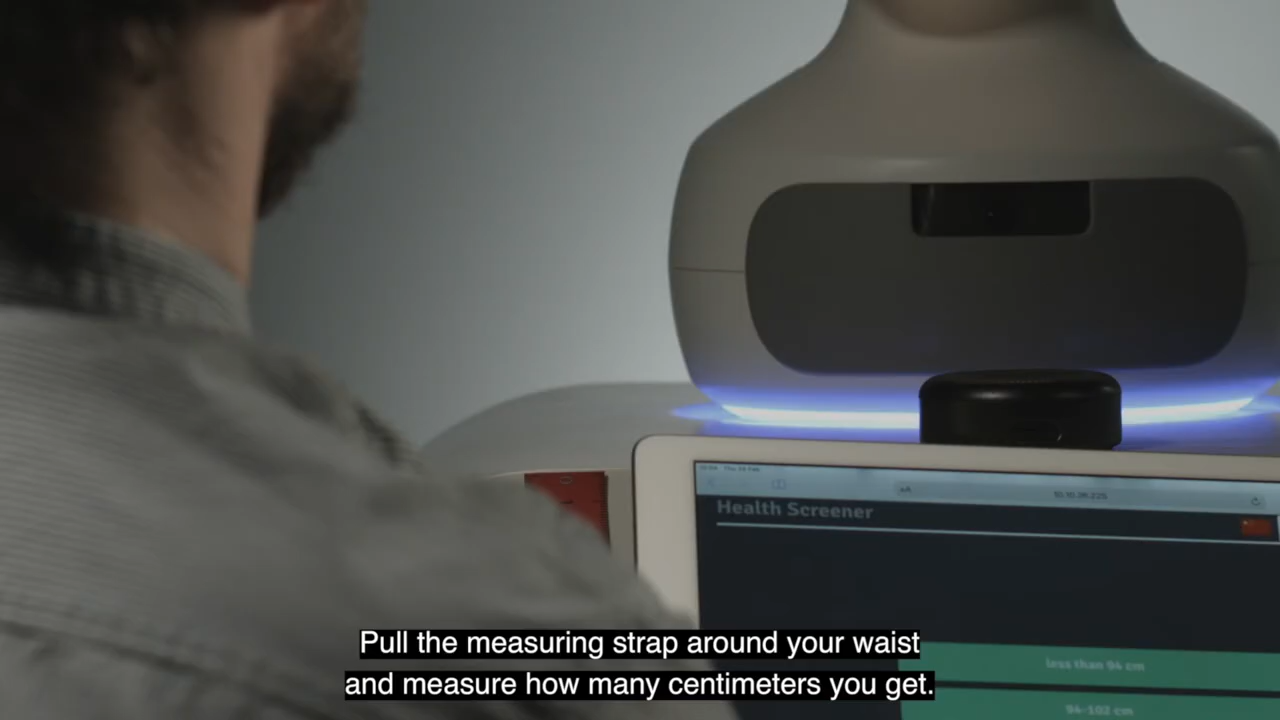 Health Screener
less than 94 cm
94-102 cm
Pull the measuring strap around your waist
and measure how many centimeters you get.